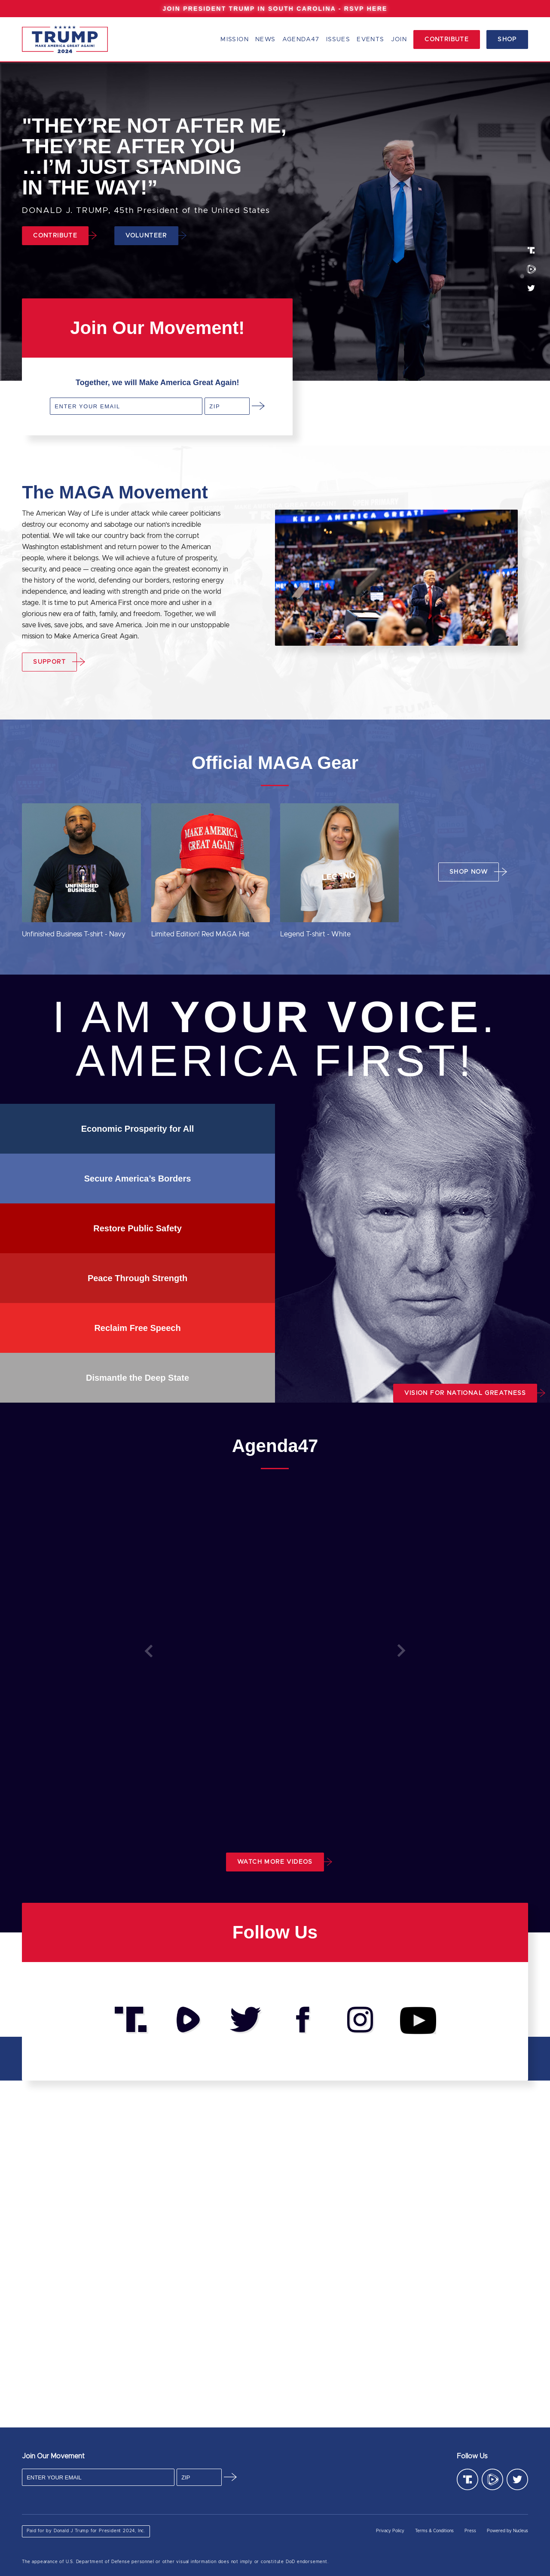 JOIN PRESIDENT TRUMP IN SOUTH CAROLINA - RSVP HERE
TRUMP
MAKE AMERICA GREAT AGAIN!
2024
MISSION NEWS AGENDA47 ISSUES EVENTS JOIN CONTRIBUTE SHOP
"THEY’RE NOT AFTER ME,
THEY’RE AFTER YOU
…I’M JUST STANDING
IN THE WAY!”
DONALD J. TRUMP, 45th President of the United States
CONTRIBUTE VOLUNTEER
Join Our Movement!
Together, we will Make America Great Again!
ENTER YOUR EMAIL ZIP
The MAGA Movement
The American Way of Life is under attack while career politicians
destroy our economy and sabotage our nation's incredible
potential. We will take our country back from the corrupt
Washington establishment and return power to the American
people, where it belongs. We will achieve a future of prosperity,
security, and peace — creating once again the greatest economy in
the history of the world, defending our borders, restoring energy
independence, and leading with strength and pride on the world
stage. It is time to put America First once more and usher in a
glorious new era of faith, family, and freedom. Together, we will
save lives, save jobs, and save America. Join me in our unstoppable
mission to Make America Great Again.
KEEP AMERICA GREAT!
SUPPORT
TRUMP
Official MAGA Gear
UNFINISHED
BUSINESS.
MAKE AMERICA
GREAT AGAIN
LEGEND
SHOP NOW
Unfinished Business T-shirt - Navy
Limited Edition! Red MAGA Hat
Legend T-shirt - White
I AM YOUR VOICE.
AMERICA FIRST!
Economic Prosperity for All
Secure America’s Borders
Restore Public Safety
Peace Through Strength
Reclaim Free Speech
Dismantle the Deep State
VISION FOR NATIONAL GREATNESS
Agenda47
WATCH MORE VIDEOS
Follow Us
Join Our Movement
Follow Us
ENTER YOUR EMAIL ZIP
Paid for by Donald J Trump for President 2024, Inc.
Privacy Policy Terms & Conditions Press Powered by Nucleus
The appearance of U.S. Department of Defense personnel or other visual information does not imply or constitute DoD endorsement.